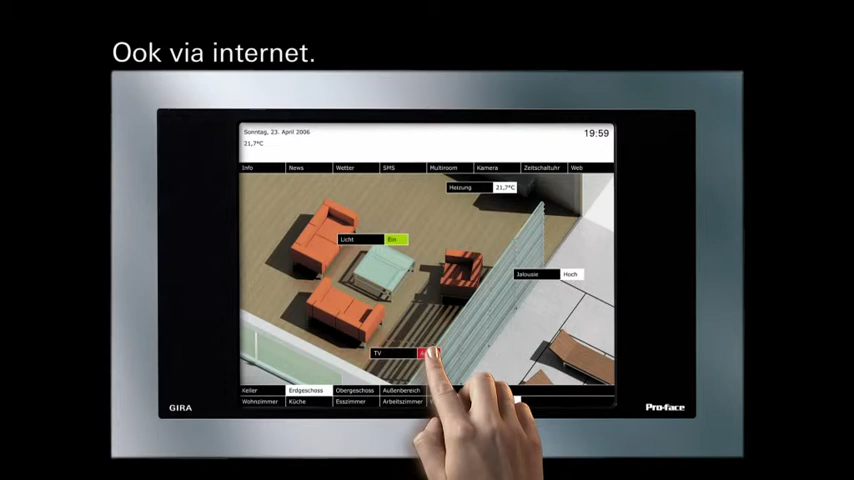 Ook via internet.
Sonntag, 23. April 2006
19:59
21,7°C
Info News Wetter SMS Multiroom Kamera Zeitschaltuhr Web
Heizung 21,7°C
Licht Ein
Jalousie Hoch
TV
Keller Erdgeschoss Obergeschoss Außenbereich
Wohnzimmer Küche Esszimmer Arbeitszimmer
GIRA
Pro-face